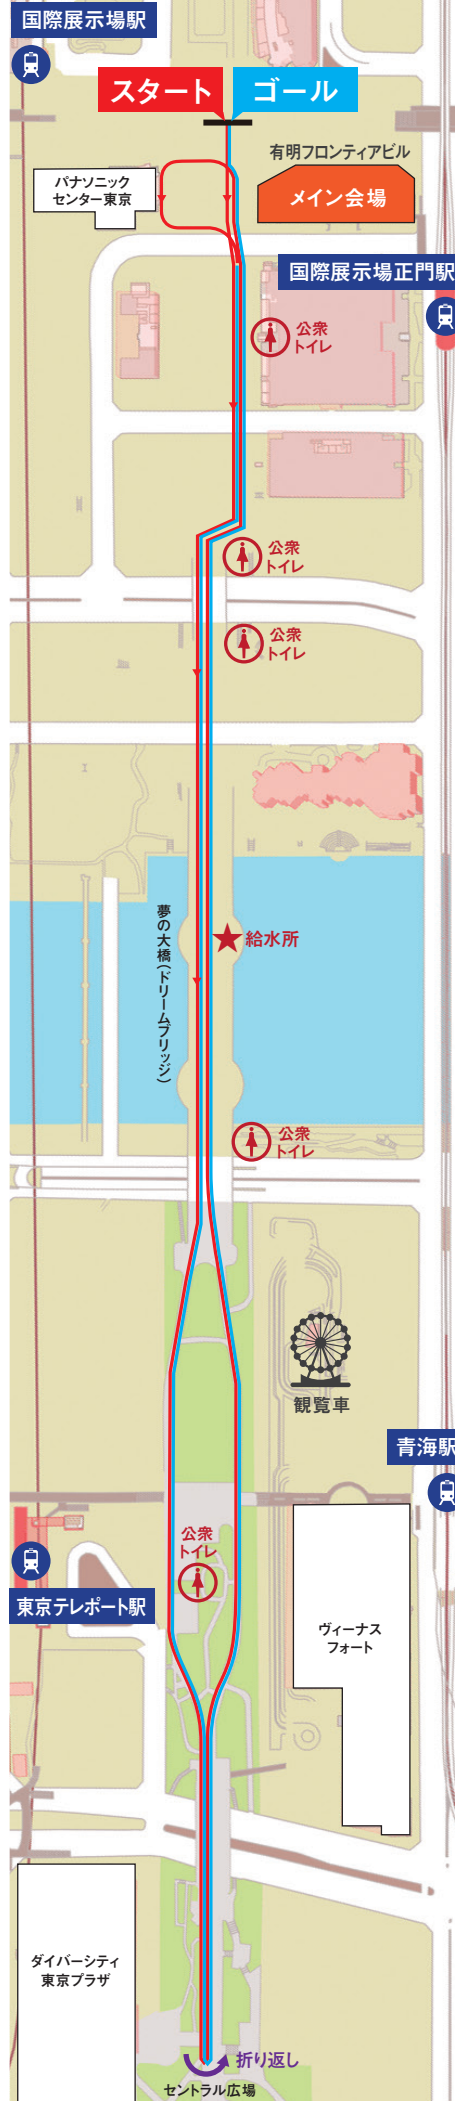 国際展示場駅
スタート
ゴール
有明フロンティアビル
パナソニック
センター東京
メイン会場
国際展示場正門駅
公衆
トイレ
公衆
トイレ
公衆
トイレ
夢の大橋(ドリームブリッジ)
給水所
公衆
トイレ
観覧車
青海駅
公衆
トイレ
東京テレポート駅
ヴィーナス
フォート
ダイバーシティ
東京プラザ
折り返し
セントラル広場